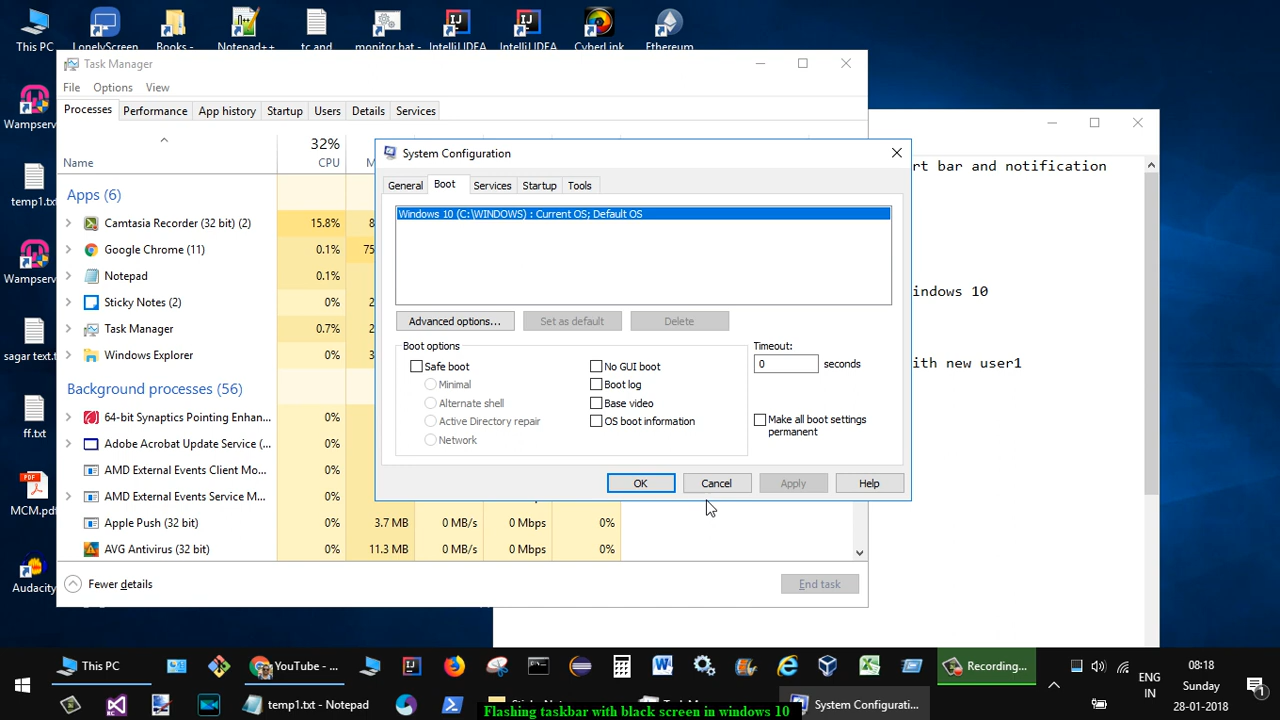 This PC
LonelyScreen
Books -
Notepad++
tc and
monitor.bat -
IntelliJ IDEA
IntelliJ IDEA
CyberLink
Ethereum
Wampserv
temp1.txt
Wampserv
sagar text.t
ff.txt
MCM.pdf
Audacity
Task Manager
File Options View
Processes Performance App history Startup Users Details Services
32%
Name CPU
Apps (6)
Camtasia Recorder (32 bit) (2) 15.8% 8
Google Chrome (11) 0.1% 75
Notepad 0.1%
Sticky Notes (2) 0% 2
Task Manager 0.7% 2
Windows Explorer 0% 3
Background processes (56)
64-bit Synaptics Pointing Enhan... 0%
Adobe Acrobat Update Service (... 0%
AMD External Events Client Mo... 0%
AMD External Events Service M... 0%
Apple Push (32 bit) 0% 3.7 MB 0 MB/s 0 Mbps 0%
AVG Antivirus (32 bit) 0% 11.3 MB 0 MB/s 0 Mbps 0%
Fewer details
End task
System Configuration
General Boot Services Startup Tools
Windows 10 (C:\WINDOWS) : Current OS; Default OS
Advanced options... Set as default Delete
Boot options
Safe boot
Minimal
Alternate shell
Active Directory repair
Network
No GUI boot
Boot log
Base video
OS boot information
Timeout:
0 seconds
Make all boot settings
permanent
OK Cancel Apply Help
rt bar and notification
indows 10
ith new user1
This PC
YouTube - ...
Recording...
temp1.txt - Notepad
System Configurati...
ENG
IN
08:18
Sunday
28-01-2018
1
Flashing taskbar with black screen in windows 10